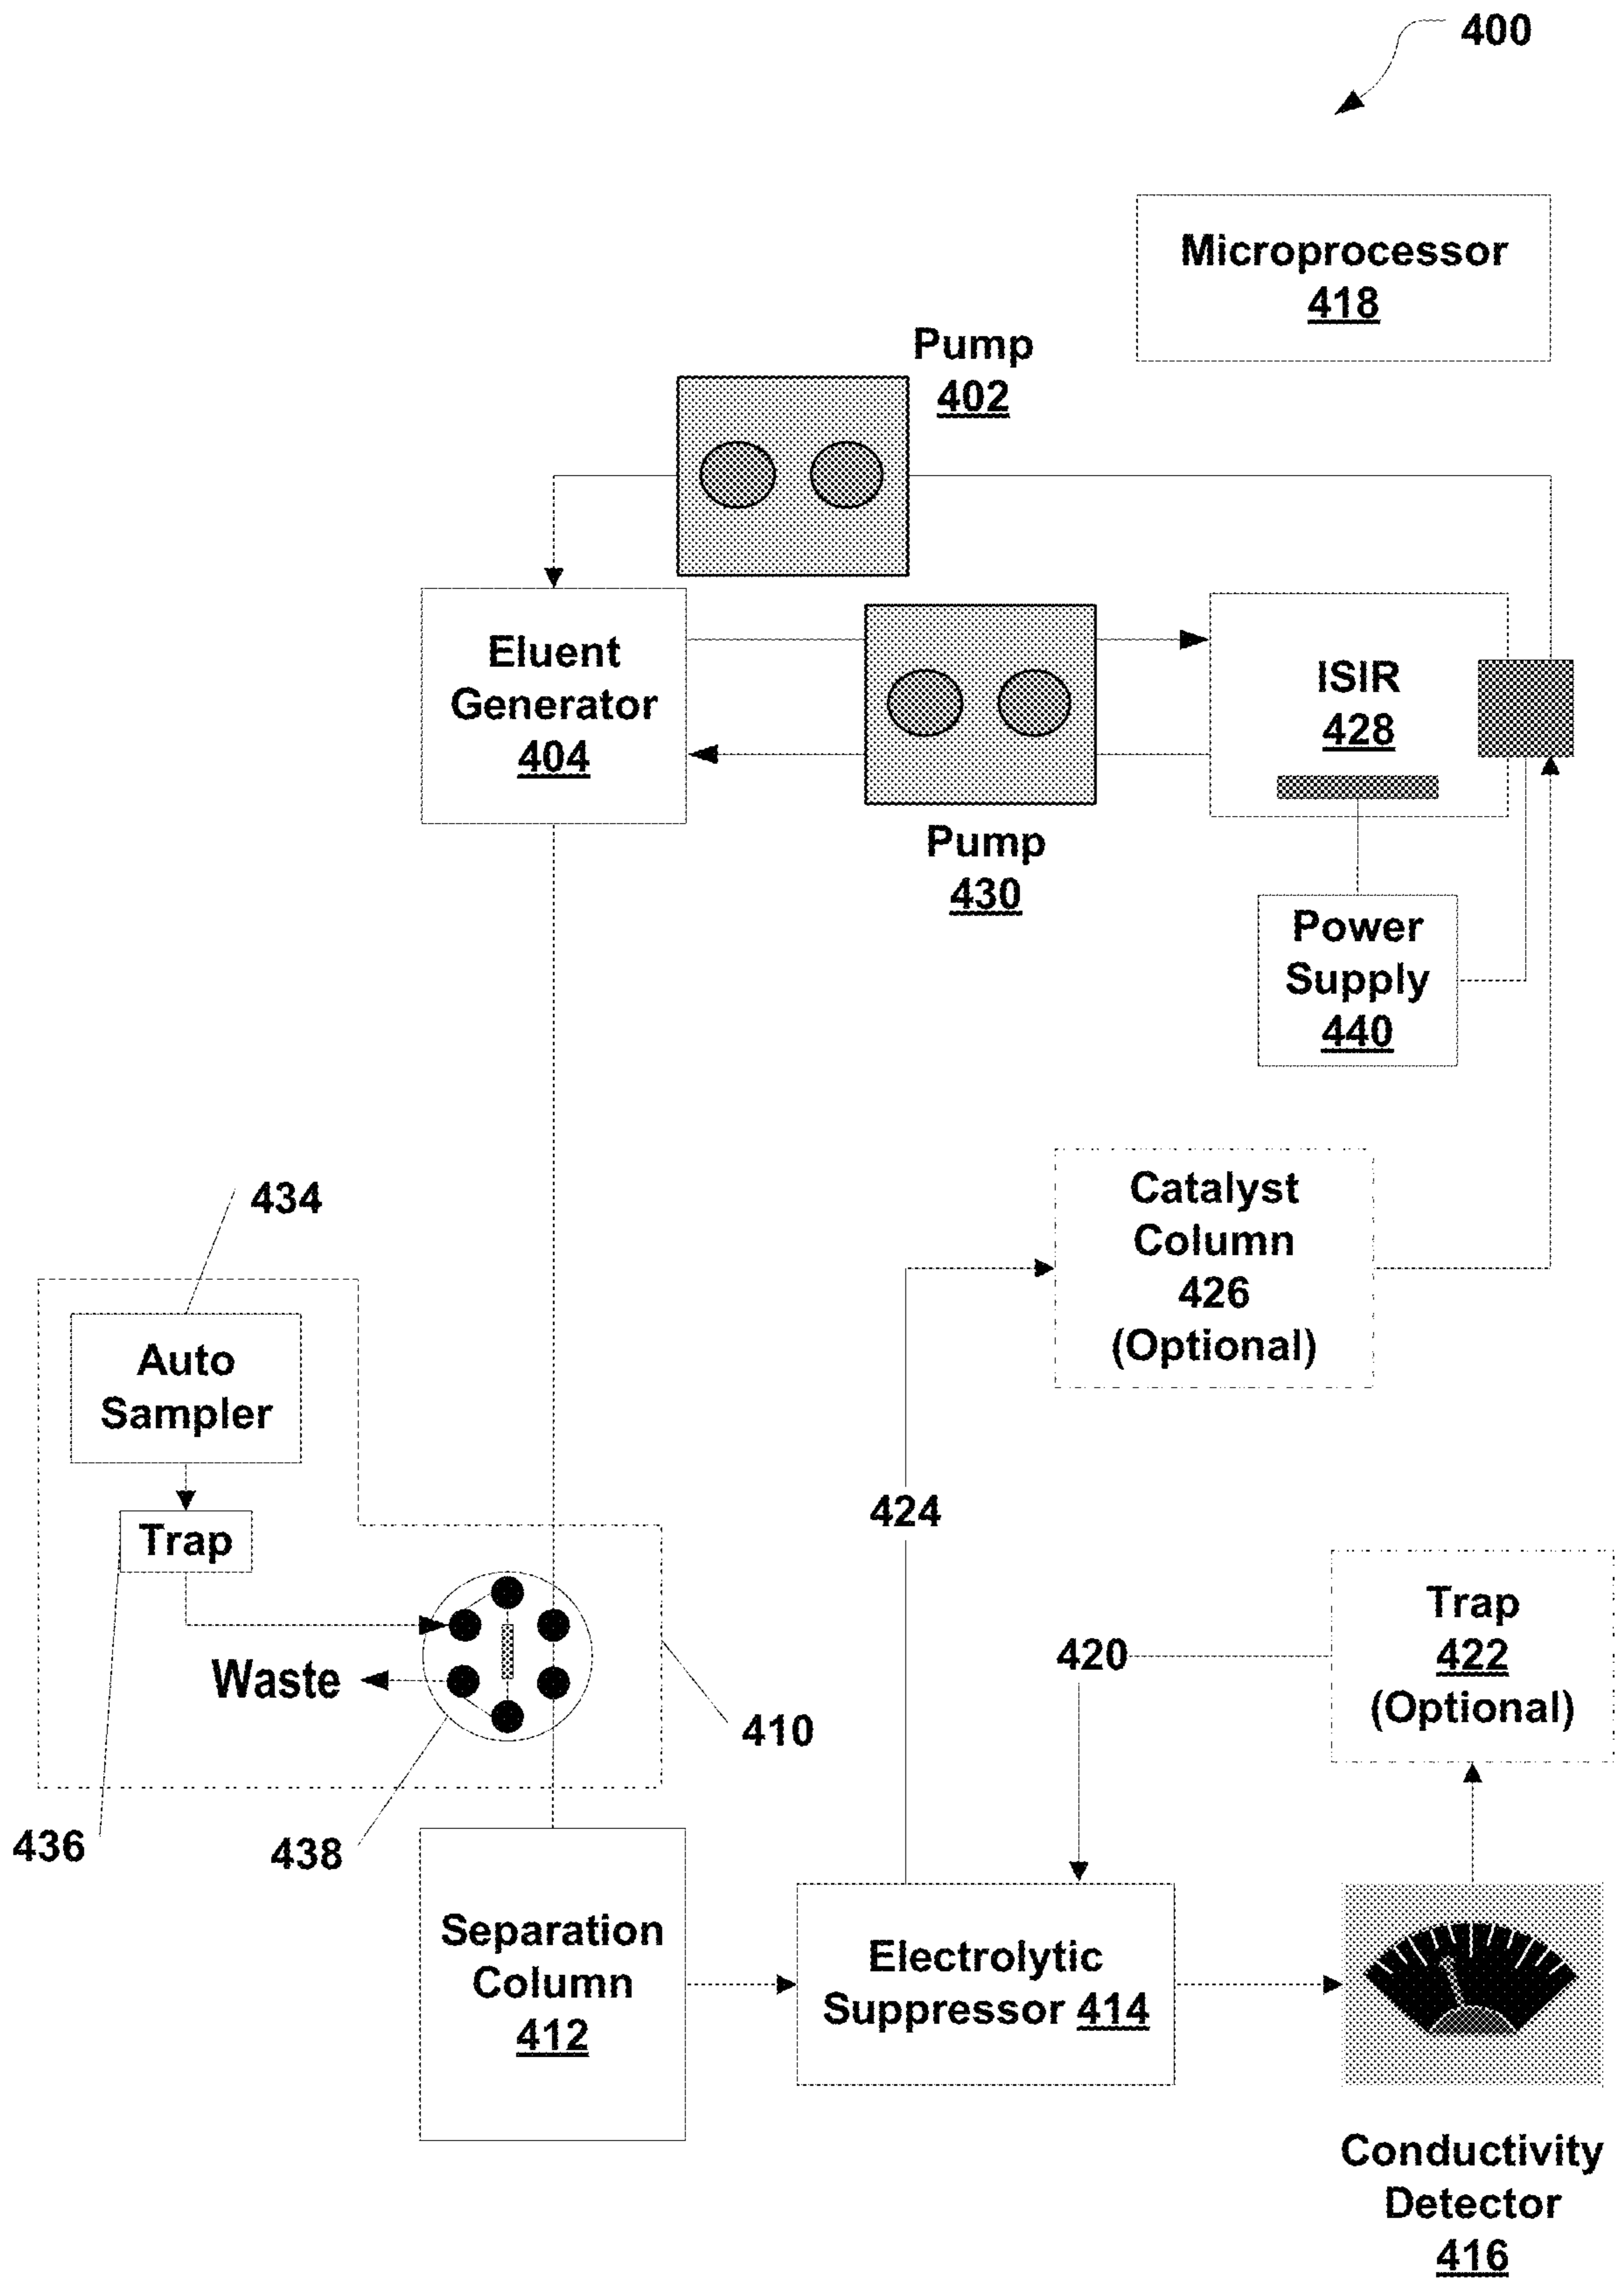 400
Microprocessor
418
Pump
402
Eluent
Generator
404
ISIR
428
Pump
430
Power
Supply
440
Catalyst
Column
426
(Optional)
434
Auto
Sampler
Trap
424
Trap
422
(Optional)
420
Waste
410
436
438
Separation
Column
412
Electrolytic
Suppressor 414
Conductivity
Detector
416